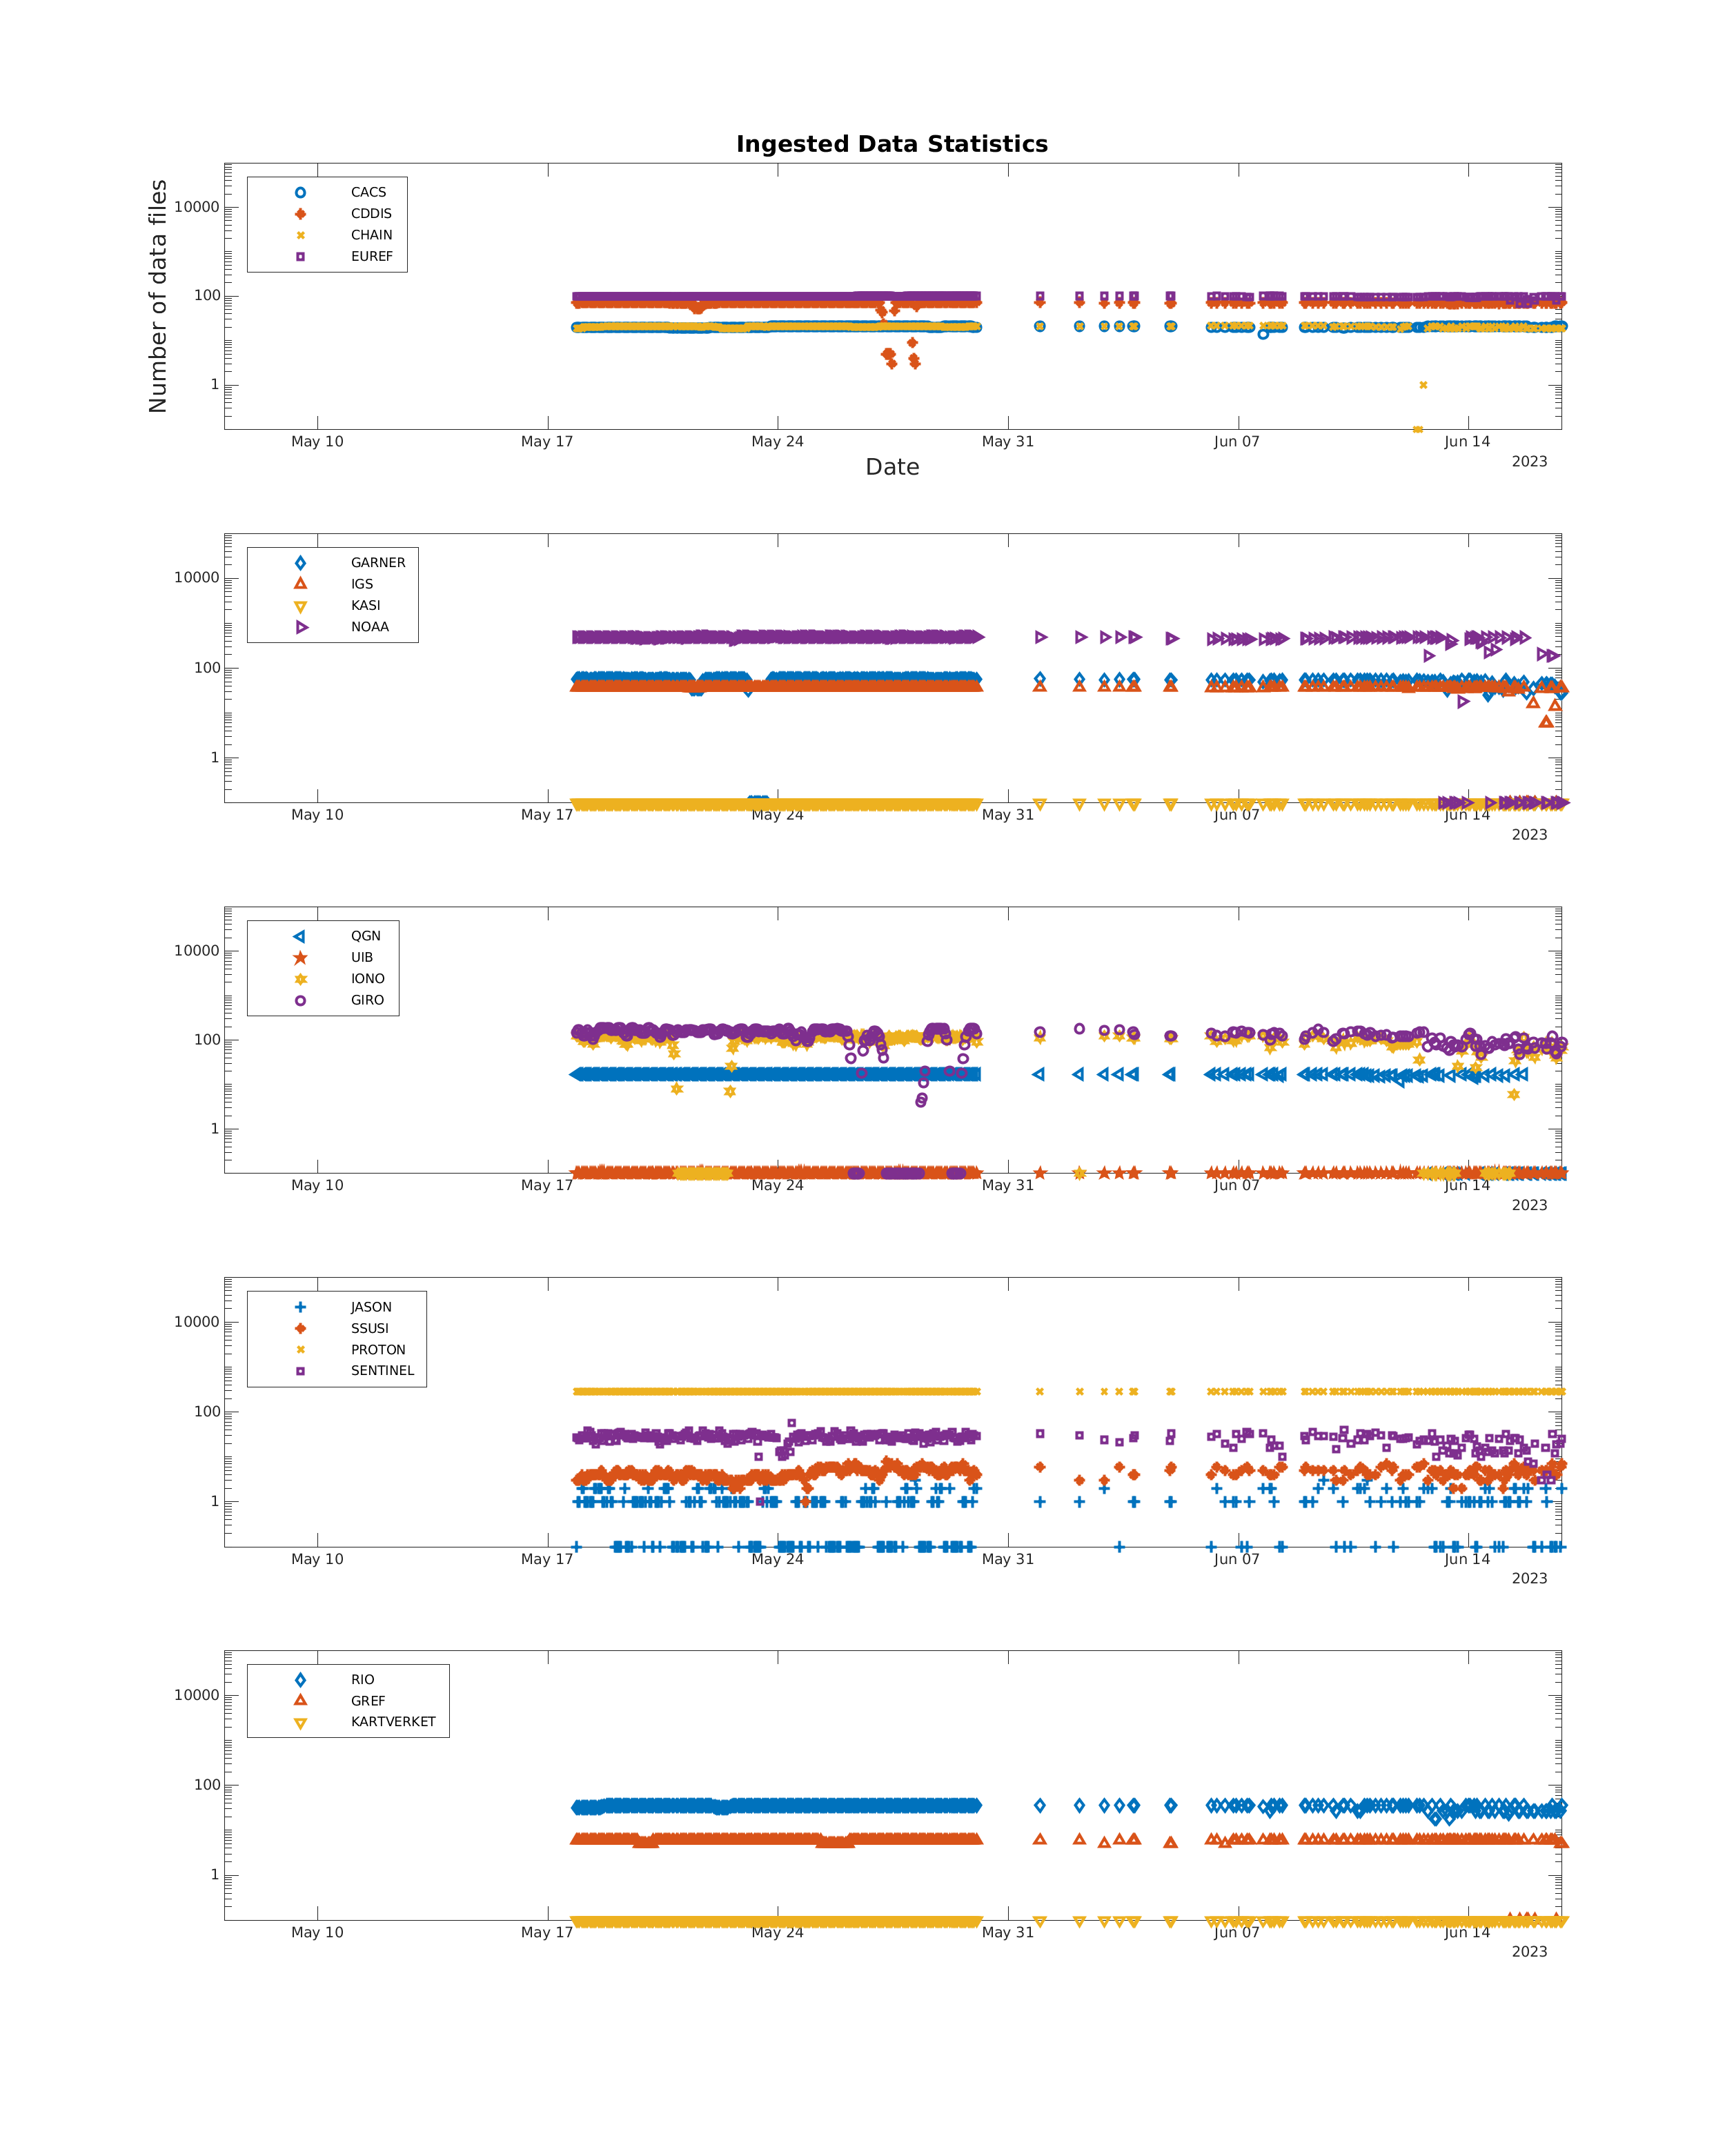 Ingested Data Statistics
Number of data files
CACS
CDDIS
CHAIN
EUREF
10000
100
1
May 10 May 17 May 24 May 31 Jun 07 Jun 14
2023
Date
GARNER
IGS
KASI
NOAA
10000
100
1
May 10 May 17 May 24 May 31 Jun 07 Jun 14
2023
QGN
UIB
IONO
GIRO
10000
100
1
May 10 May 17 May 24 May 31 Jun 07 Jun 14
2023
JASON
SSUSI
PROTON
SENTINEL
10000
100
1
May 10 May 17 May 24 May 31 Jun 07 Jun 14
2023
RIO
GREF
KARTVERKET
10000
100
1
May 10 May 17 May 24 May 31 Jun 07 Jun 14
2023